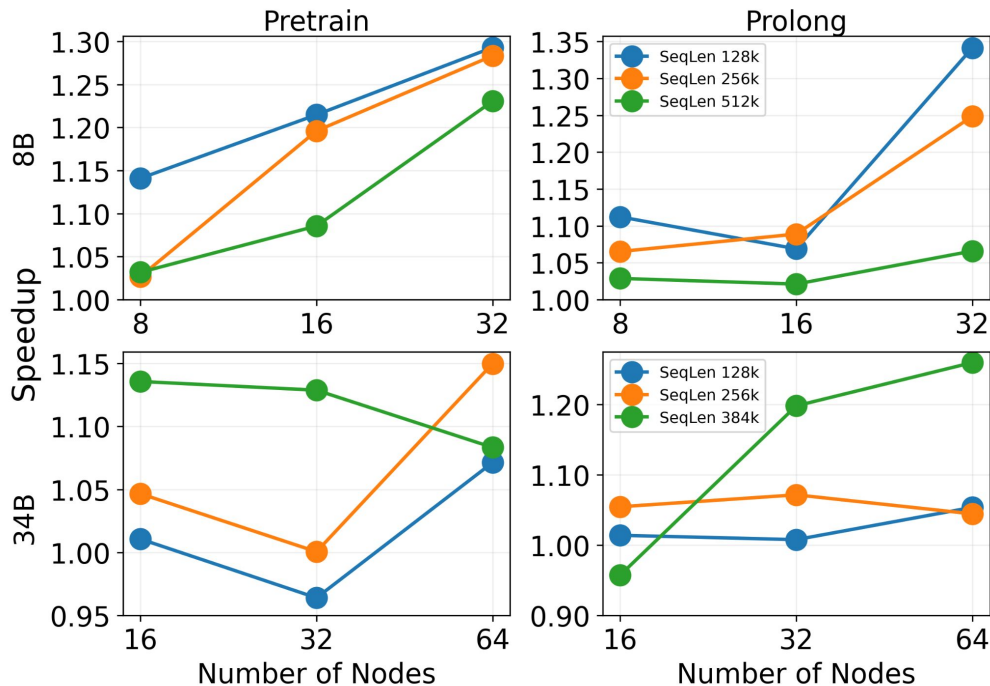 Pretrain
Prolong
Speedup
8B
1.30
1.25
1.20
1.15
1.10
1.05
1.00
8
16
32
1.35
1.30
1.25
1.20
1.15
1.10
1.05
1.00
SeqLen 128k
SeqLen 256k
SeqLen 512k
8
16
32
34B
1.15
1.10
1.05
1.00
0.95
16
32
64
Number of Nodes
1.20
1.10
1.00
0.90
SeqLen 128k
SeqLen 256k
SeqLen 384k
16
32
64
Number of Nodes